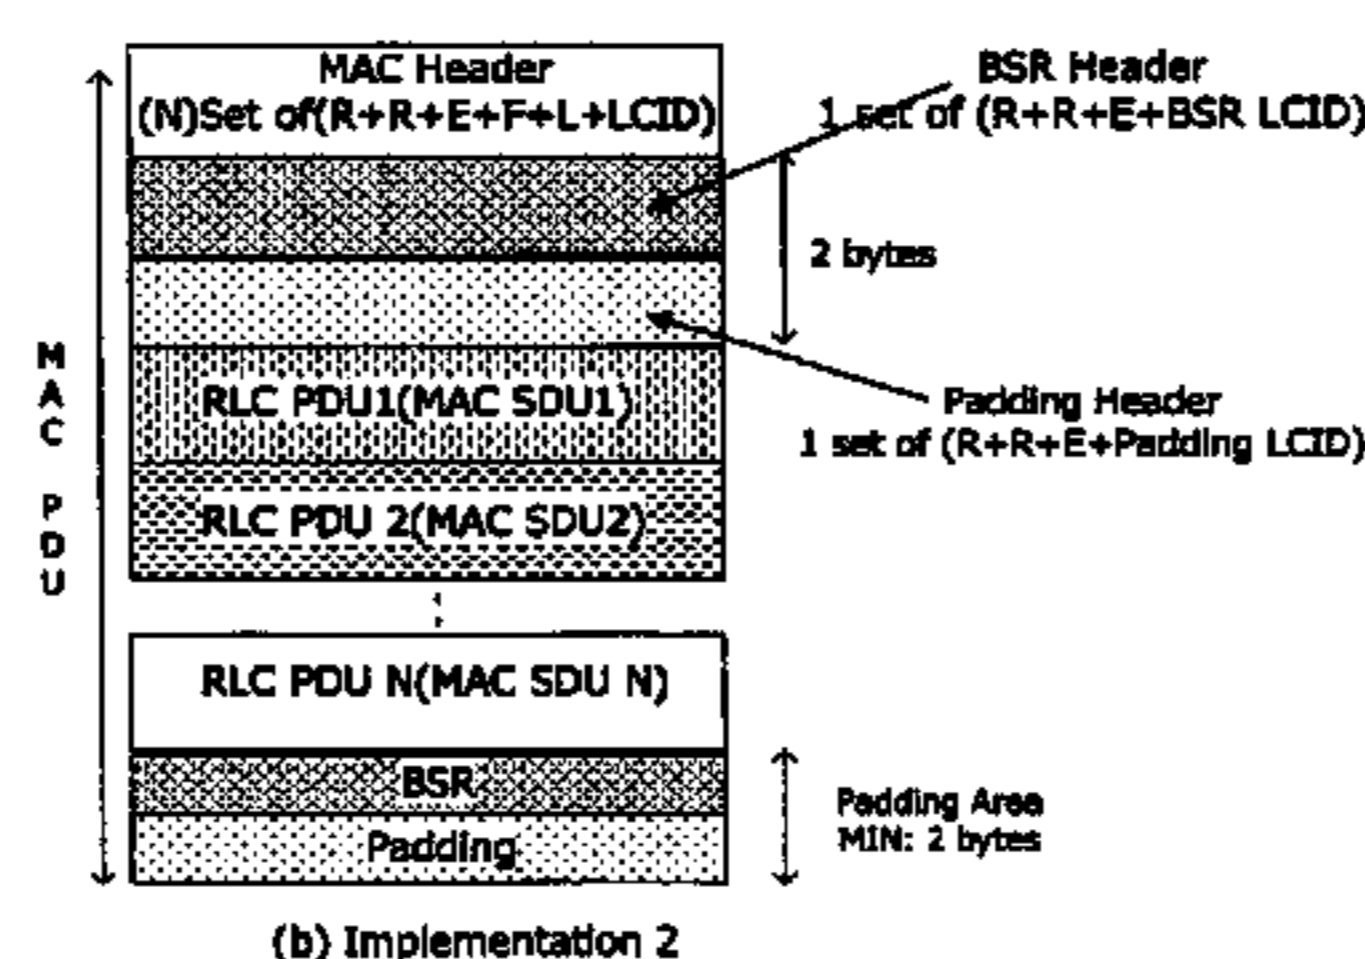 MAC Header
(N)Set of(R+R+E+F+L+LCID)
BSR Header
1 set of (R+R+E+BSR LCID)
2 bytes
Padding Header
1 set of (R+R+E+Padding LCID)
MAC PDU
RLC PDU1(MAC SDU1)
RLC PDU 2(MAC SDU2)
RLC PDU N(MAC SDU N)
BSR
Padding
Padding Area
MIN: 2 bytes
(b) Implementation 2